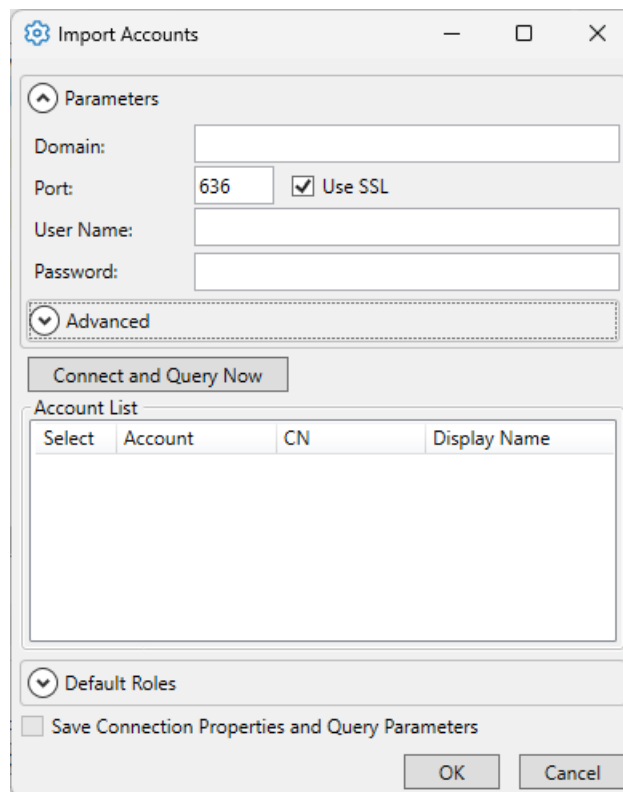 Import Accounts
Parameters
Domain:
Port: 636 Use SSL
User Name:
Password:
Advanced
Connect and Query Now
Account List
Select Account CN Display Name
Default Roles
Save Connection Properties and Query Parameters
OK Cancel